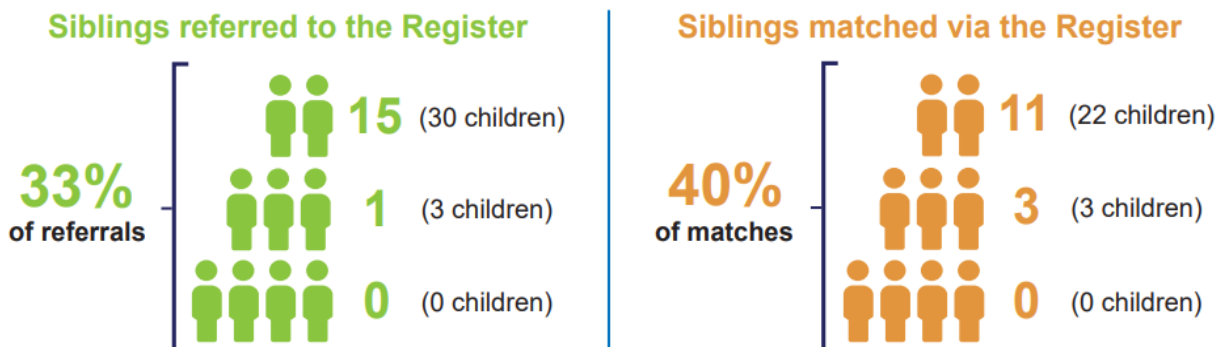 Siblings referred to the Register
33%
of referrals
15 (30 children)
1 (3 children)
0 (0 children)
Siblings matched via the Register
40%
of matches
11 (22 children)
3 (3 children)
0 (0 children)